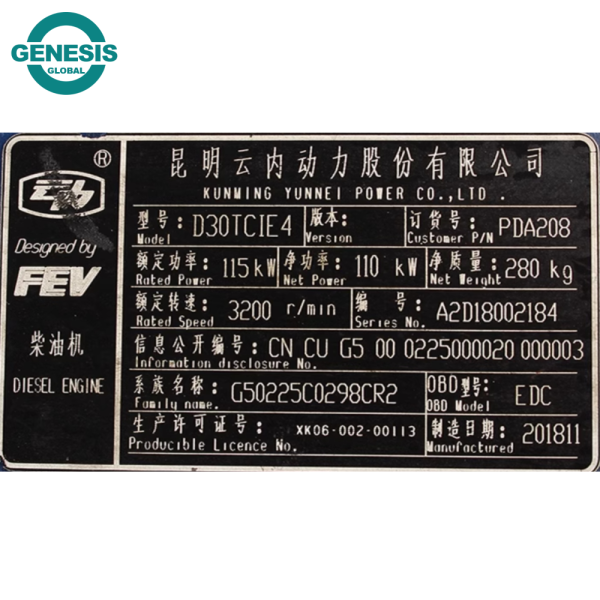 GENESIS
GLOBAL
®
昆明云内动力股份有限公司
KUNMING YUNNEI POWER CO.,LTD.
型号: D30TCIE4 版本: 订货号: PDA208
Model Version Customer P/N
Designed by
FEV
柴油机
DIESEL ENGINE
额定功率: 115kW 净功率: 110 kW 净质量: 280 kg
Rated Power Net Power Net Weight
额定转速: 3200 r/min 编 号: A2D18002184
Rated Speed Series No.
信息公开编号: CN CU G5 00 0225000020 000003
Information disclosure No.
系族名称: G50225C0298CR2 OBD型号: EDC
Family name. OBD Model
生产许可证号: XK06-002-00113 制造日期: 201811
Producible Licence No. Manufactured